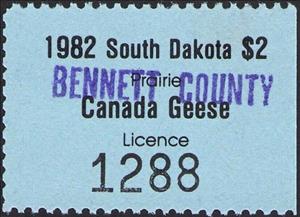 1982 South Dakota $2
Prairie
BENNETT COUNTY
Canada Geese
Licence
1288